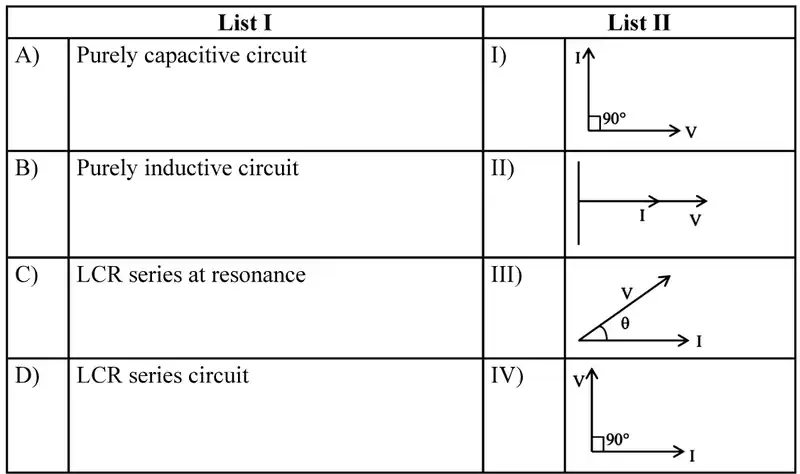 List I List II
A) Purely capacitive circuit I) I 90° V
B) Purely inductive circuit II) I V
C) LCR series at resonance III) V θ I
D) LCR series circuit IV) V 90° I